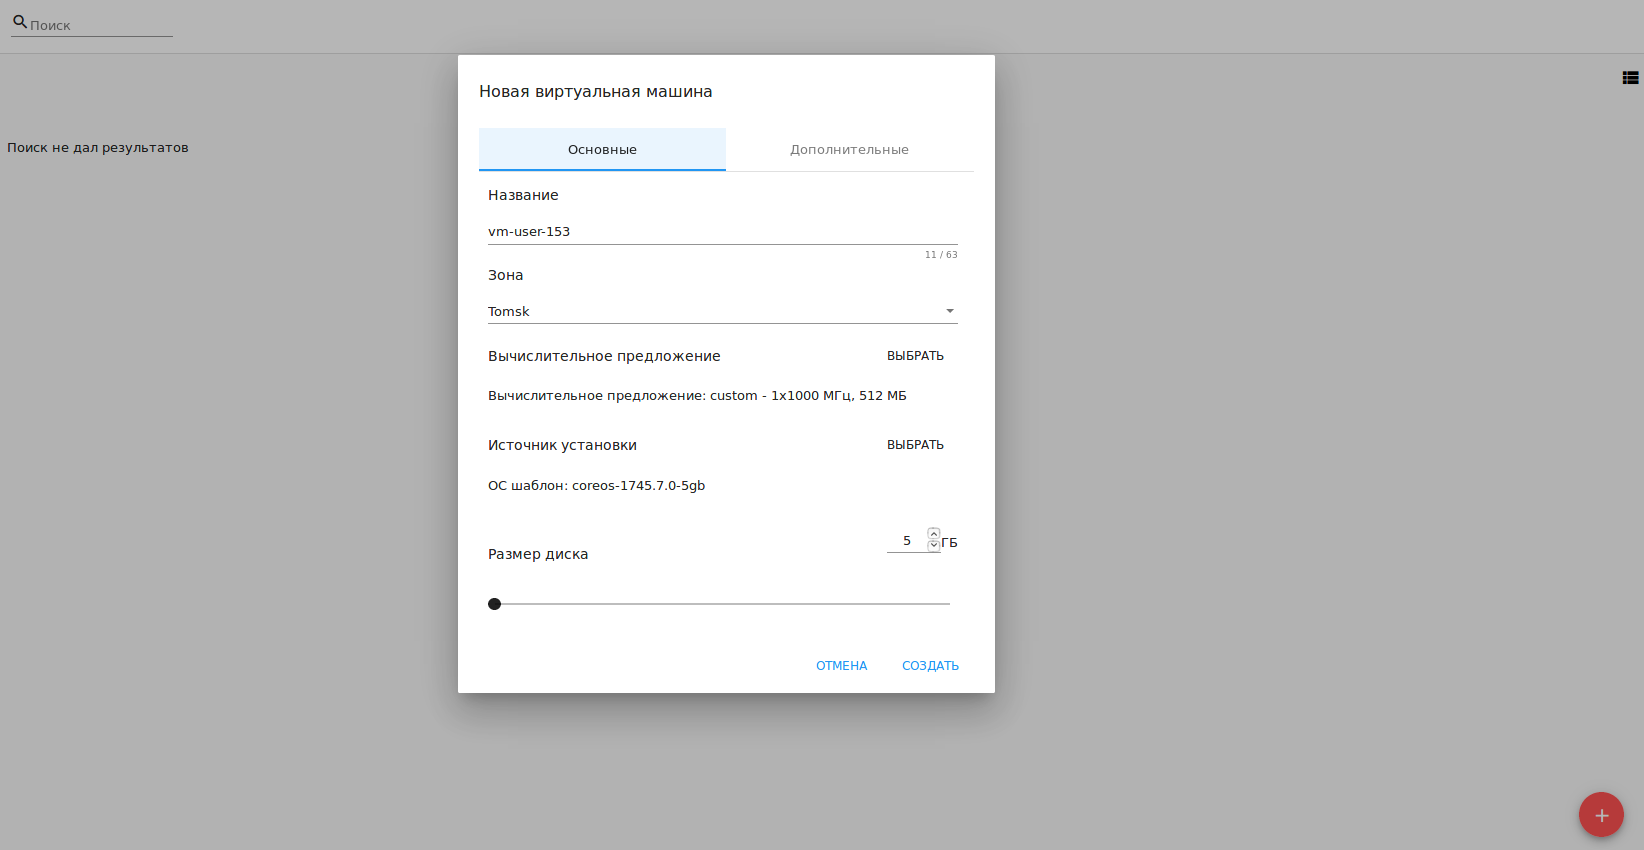 Поиск
Поиск не дал результатов
Новая виртуальная машина
Основные
Дополнительные
Название
vm-user-153
11 / 63
Зона
Tomsk
Вычислительное предложение
ВЫБРАТЬ
Вычислительное предложение: custom - 1x1000 МГц, 512 МБ
Источник установки
ВЫБРАТЬ
ОС шаблон: coreos-1745.7.0-5gb
Размер диска
5 ГБ
ОТМЕНА
СОЗДАТЬ